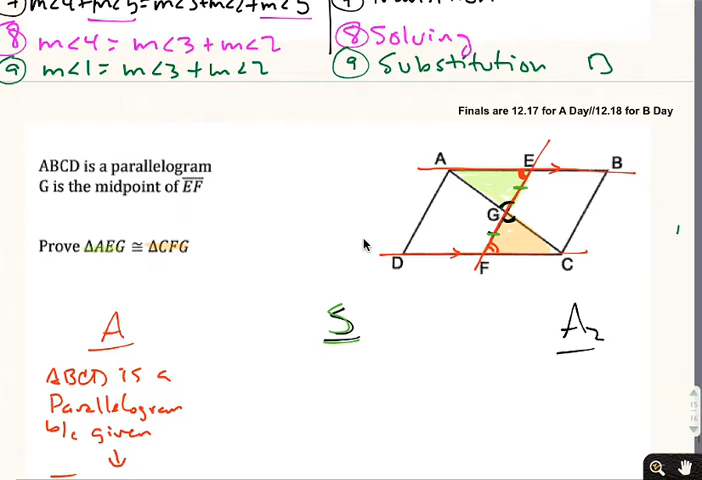 ⑧ m<4 = m<3 + m<2
⑧ Solving
⑨ m<1 = m<3 + m<2
⑨ Substitution
Finals are 12.17 for A Day//12.18 for B Day
ABCD is a parallelogram
G is the midpoint of EF
Prove ΔAEG ≅ ΔCFG
A
E
B
G
D
F
C
A
S
A2
ABCD is a
Parallelogram
b/c given